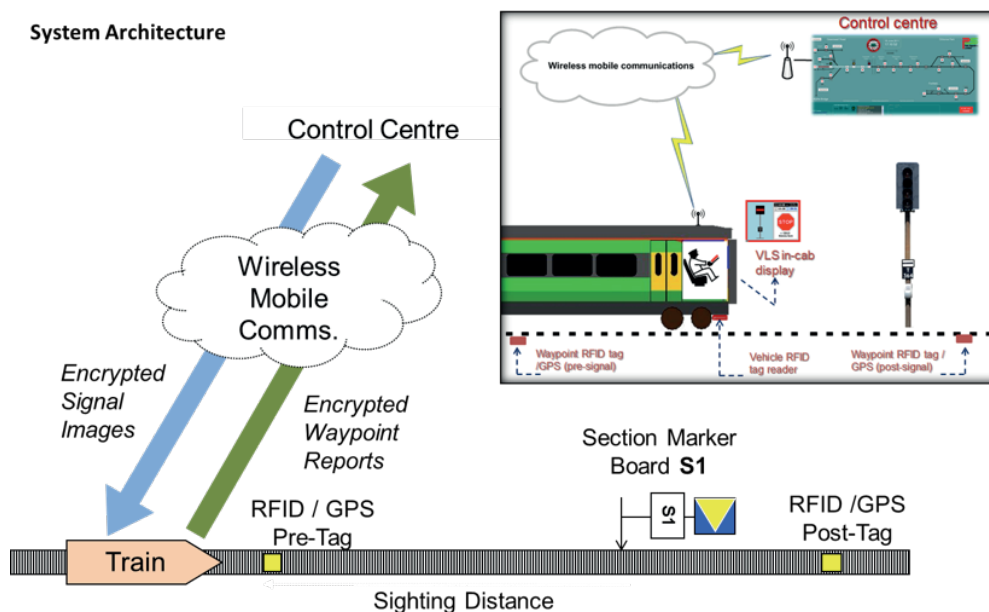 System Architecture
Control Centre
Wireless
Mobile
Comms.
Encrypted
Signal
Images
Encrypted
Waypoint
Reports
RFID / GPS
Pre-Tag
Section Marker
Board S1
S1
RFID /GPS
Post-Tag
Train
Sighting Distance
Control centre
Wireless mobile communications
STOP
VLS in-cab
display
Waypoint RFID tag
/GPS (pre-signal)
Vehicle RFID
tag reader
Waypoint RFID tag /
GPS (post-signal)